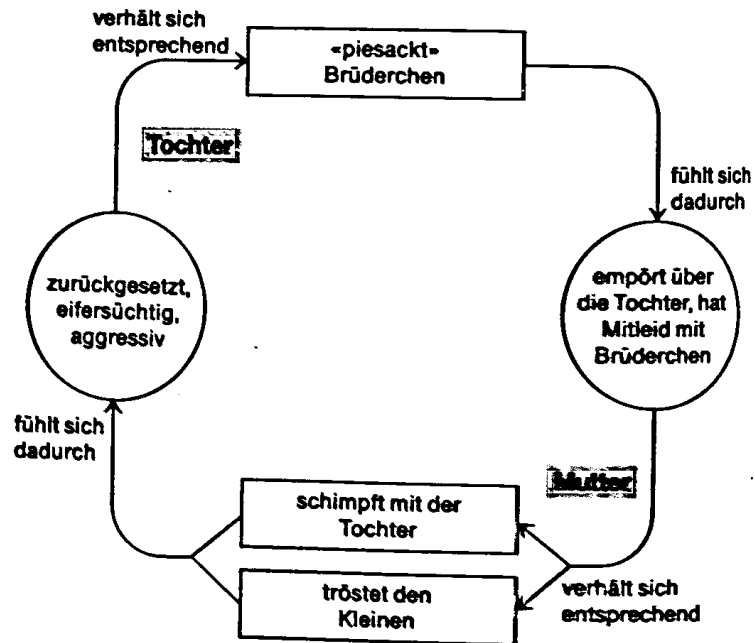 verhält sich
entsprechend
«piesackt»
Brüderchen
Tochter
fühlt sich
dadurch
zurückgesetzt,
eifersüchtig,
aggressiv
empört über
die Tochter, hat
Mitleid mit
Brüderchen
fühlt sich
dadurch
Mutter
schimpft mit der
Tochter
tröstet den
Kleinen
verhält sich
entsprechend